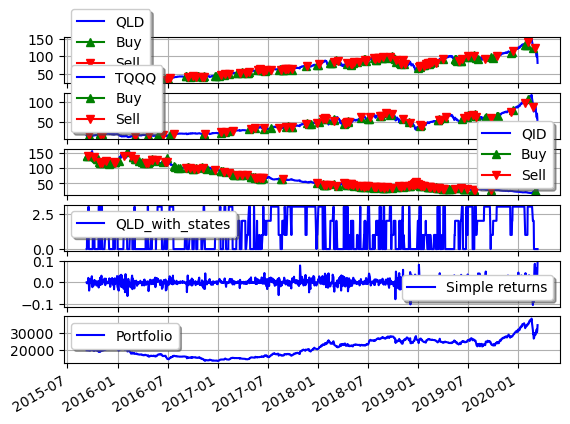 QLD
Buy
Sell
150
100
50
TQQQ
Buy
Sell
100
50
QID
Buy
Sell
150
100
50
QLD_with_states
2.5
0.0
Simple returns
0.1
0.0
−0.1
Portfolio
30000
20000
2015-07
2016-01
2016-07
2017-01
2017-07
2018-01
2018-07
2019-01
2019-07
2020-01